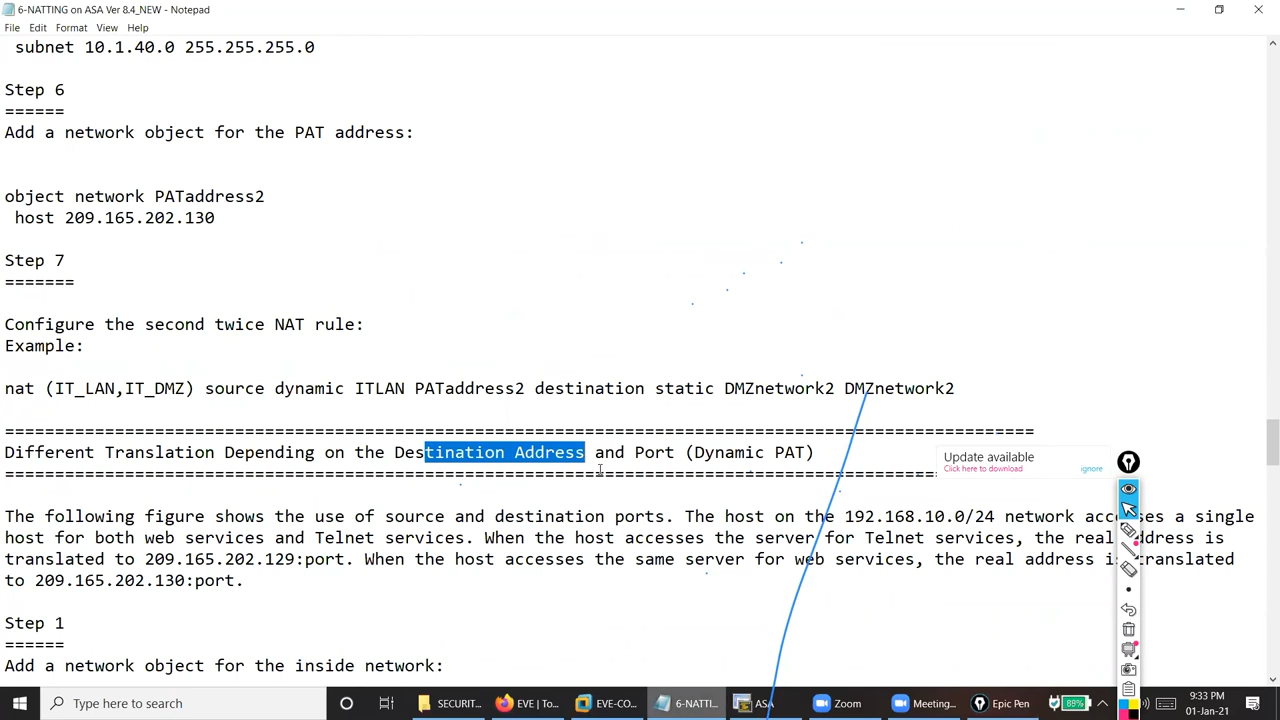 6-NATTING on ASA Ver 8.4_NEW - Notepad
File Edit Format View Help
subnet 10.1.40.0 255.255.255.0
Step 6
======
Add a network object for the PAT address:
object network PATaddress2
host 209.165.202.130
Step 7
=======
Configure the second twice NAT rule:
Example:
nat (IT_LAN,IT_DMZ) source dynamic ITLAN PATaddress2 destination static DMZnetwork2 DMZnetwork2
=======================================================================================================
Different Translation Depending on the Destination Address and Port (Dynamic PAT)
=============================================================================================
Update available
Click here to download ignore
The following figure shows the use of source and destination ports. The host on the 192.168.10.0/24 network accesses a single
host for both web services and Telnet services. When the host accesses the server for Telnet services, the real address is
translated to 209.165.202.129:port. When the host accesses the same server for web services, the real address is translated
to 209.165.202.130:port.
Step 1
======
Add a network object for the inside network:
Type here to search
SECURIT...
EVE | To...
EVE-CO...
6-NATTI...
ASA
Zoom
Meeting...
Epic Pen
89%
9:33 PM
01-Jan-21